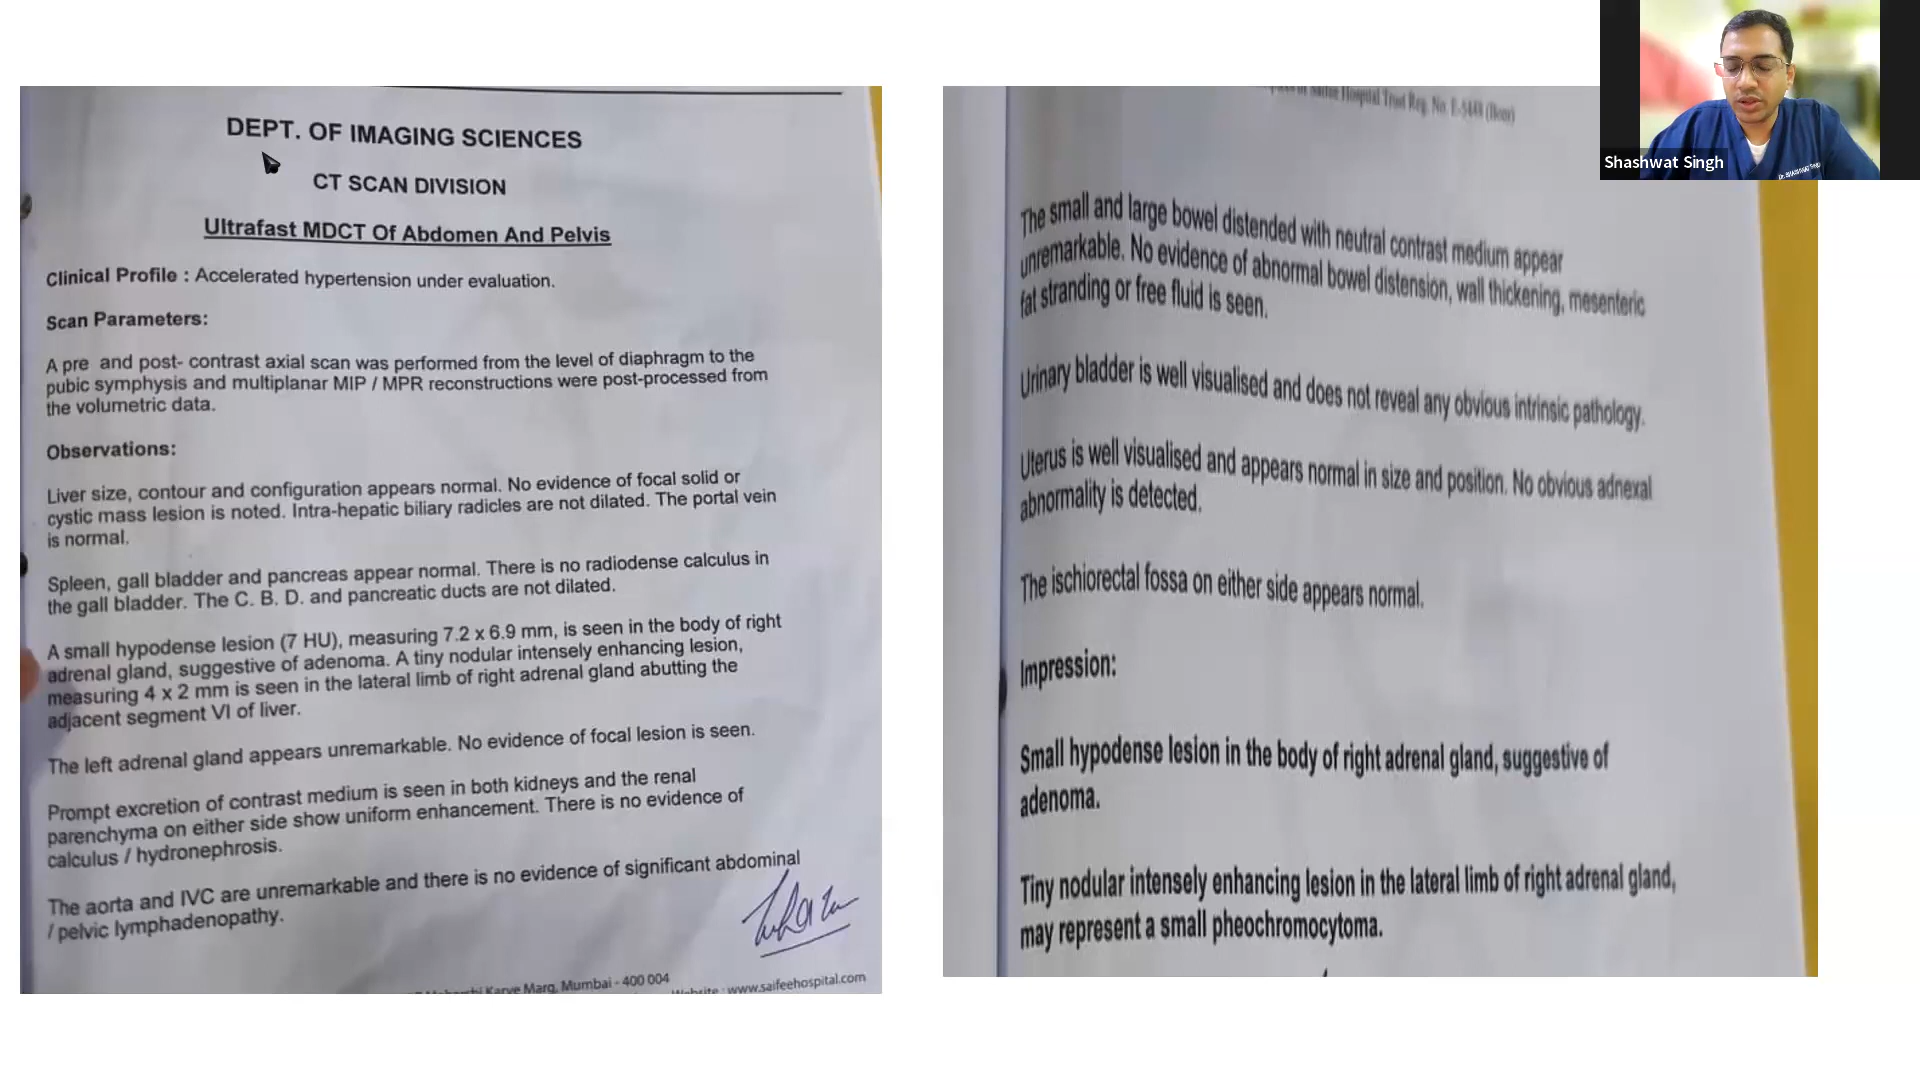 DEPT. OF IMAGING SCIENCES
CT SCAN DIVISION
Ultrafast MDCT Of Abdomen And Pelvis
Clinical Profile : Accelerated hypertension under evaluation.
Scan Parameters:
A pre and post- contrast axial scan was performed from the level of diaphragm to the
pubic symphysis and multiplanar MIP / MPR reconstructions were post-processed from
the volumetric data.
Observations:
Liver size, contour and configuration appears normal. No evidence of focal solid or
cystic mass lesion is noted. Intra-hepatic biliary radicles are not dilated. The portal vein
is normal.
Spleen, gall bladder and pancreas appear normal. There is no radiodense calculus in
the gall bladder. The C. B. D. and pancreatic ducts are not dilated.
A small hypodense lesion (7 HU), measuring 7.2 x 6.9 mm, is seen in the body of right
adrenal gland, suggestive of adenoma. A tiny nodular intensely enhancing lesion,
measuring 4 x 2 mm is seen in the lateral limb of right adrenal gland abutting the
adjacent segment VI of liver.
The left adrenal gland appears unremarkable. No evidence of focal lesion is seen.
Prompt excretion of contrast medium is seen in both kidneys and the renal
parenchyma on either side show uniform enhancement. There is no evidence of
calculus / hydronephrosis.
The aorta and IVC are unremarkable and there is no evidence of significant abdominal
/ pelvic lymphadenopathy.
Karve Marg, Mumbai - 400 004
Website : www.saifeehospital.com
Saifee Hospital Trust Reg. No.
The small and large bowel distended with neutral contrast medium appear
unremarkable. No evidence of abnormal bowel distension, wall thickening, mesenteric
fat stranding or free fluid is seen.
Urinary bladder is well visualised and does not reveal any obvious intrinsic pathology.
Uterus is well visualised and appears normal in size and position. No obvious adnexal
abnormality is detected.
The ischiorectal fossa on either side appears normal.
Impression:
Small hypodense lesion in the body of right adrenal gland, suggestive of
adenoma.
Tiny nodular intensely enhancing lesion in the lateral limb of right adrenal gland,
may represent a small pheochromocytoma.
Shashwat Singh